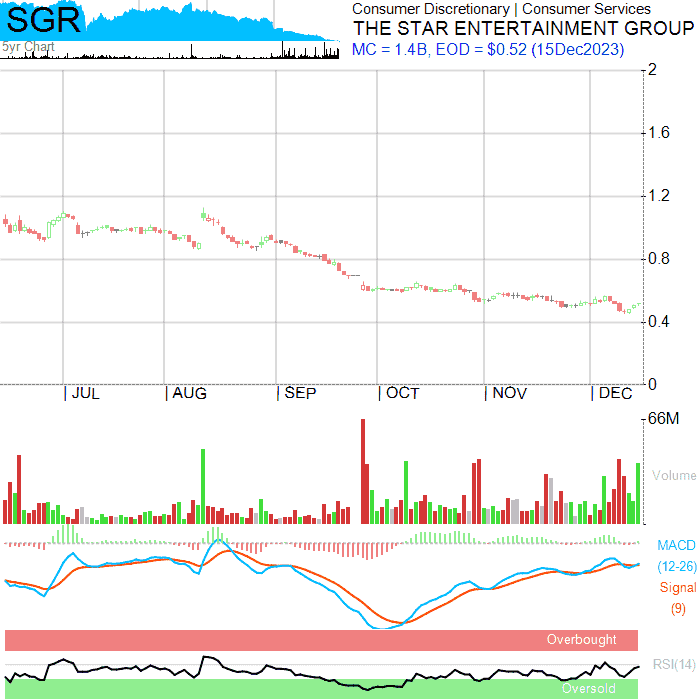 SGR
5yr Chart
Consumer Discretionary | Consumer Services
THE STAR ENTERTAINMENT GROUP
MC = 1.4B, EOD = $0.52 (15Dec2023)
2
1.6
1.2
0.8
0.4
0
| JUL | AUG | SEP | OCT | NOV | DEC
66M
Volume
MACD
(12-26)
Signal
(9)
Overbought
RSI(14)
Oversold